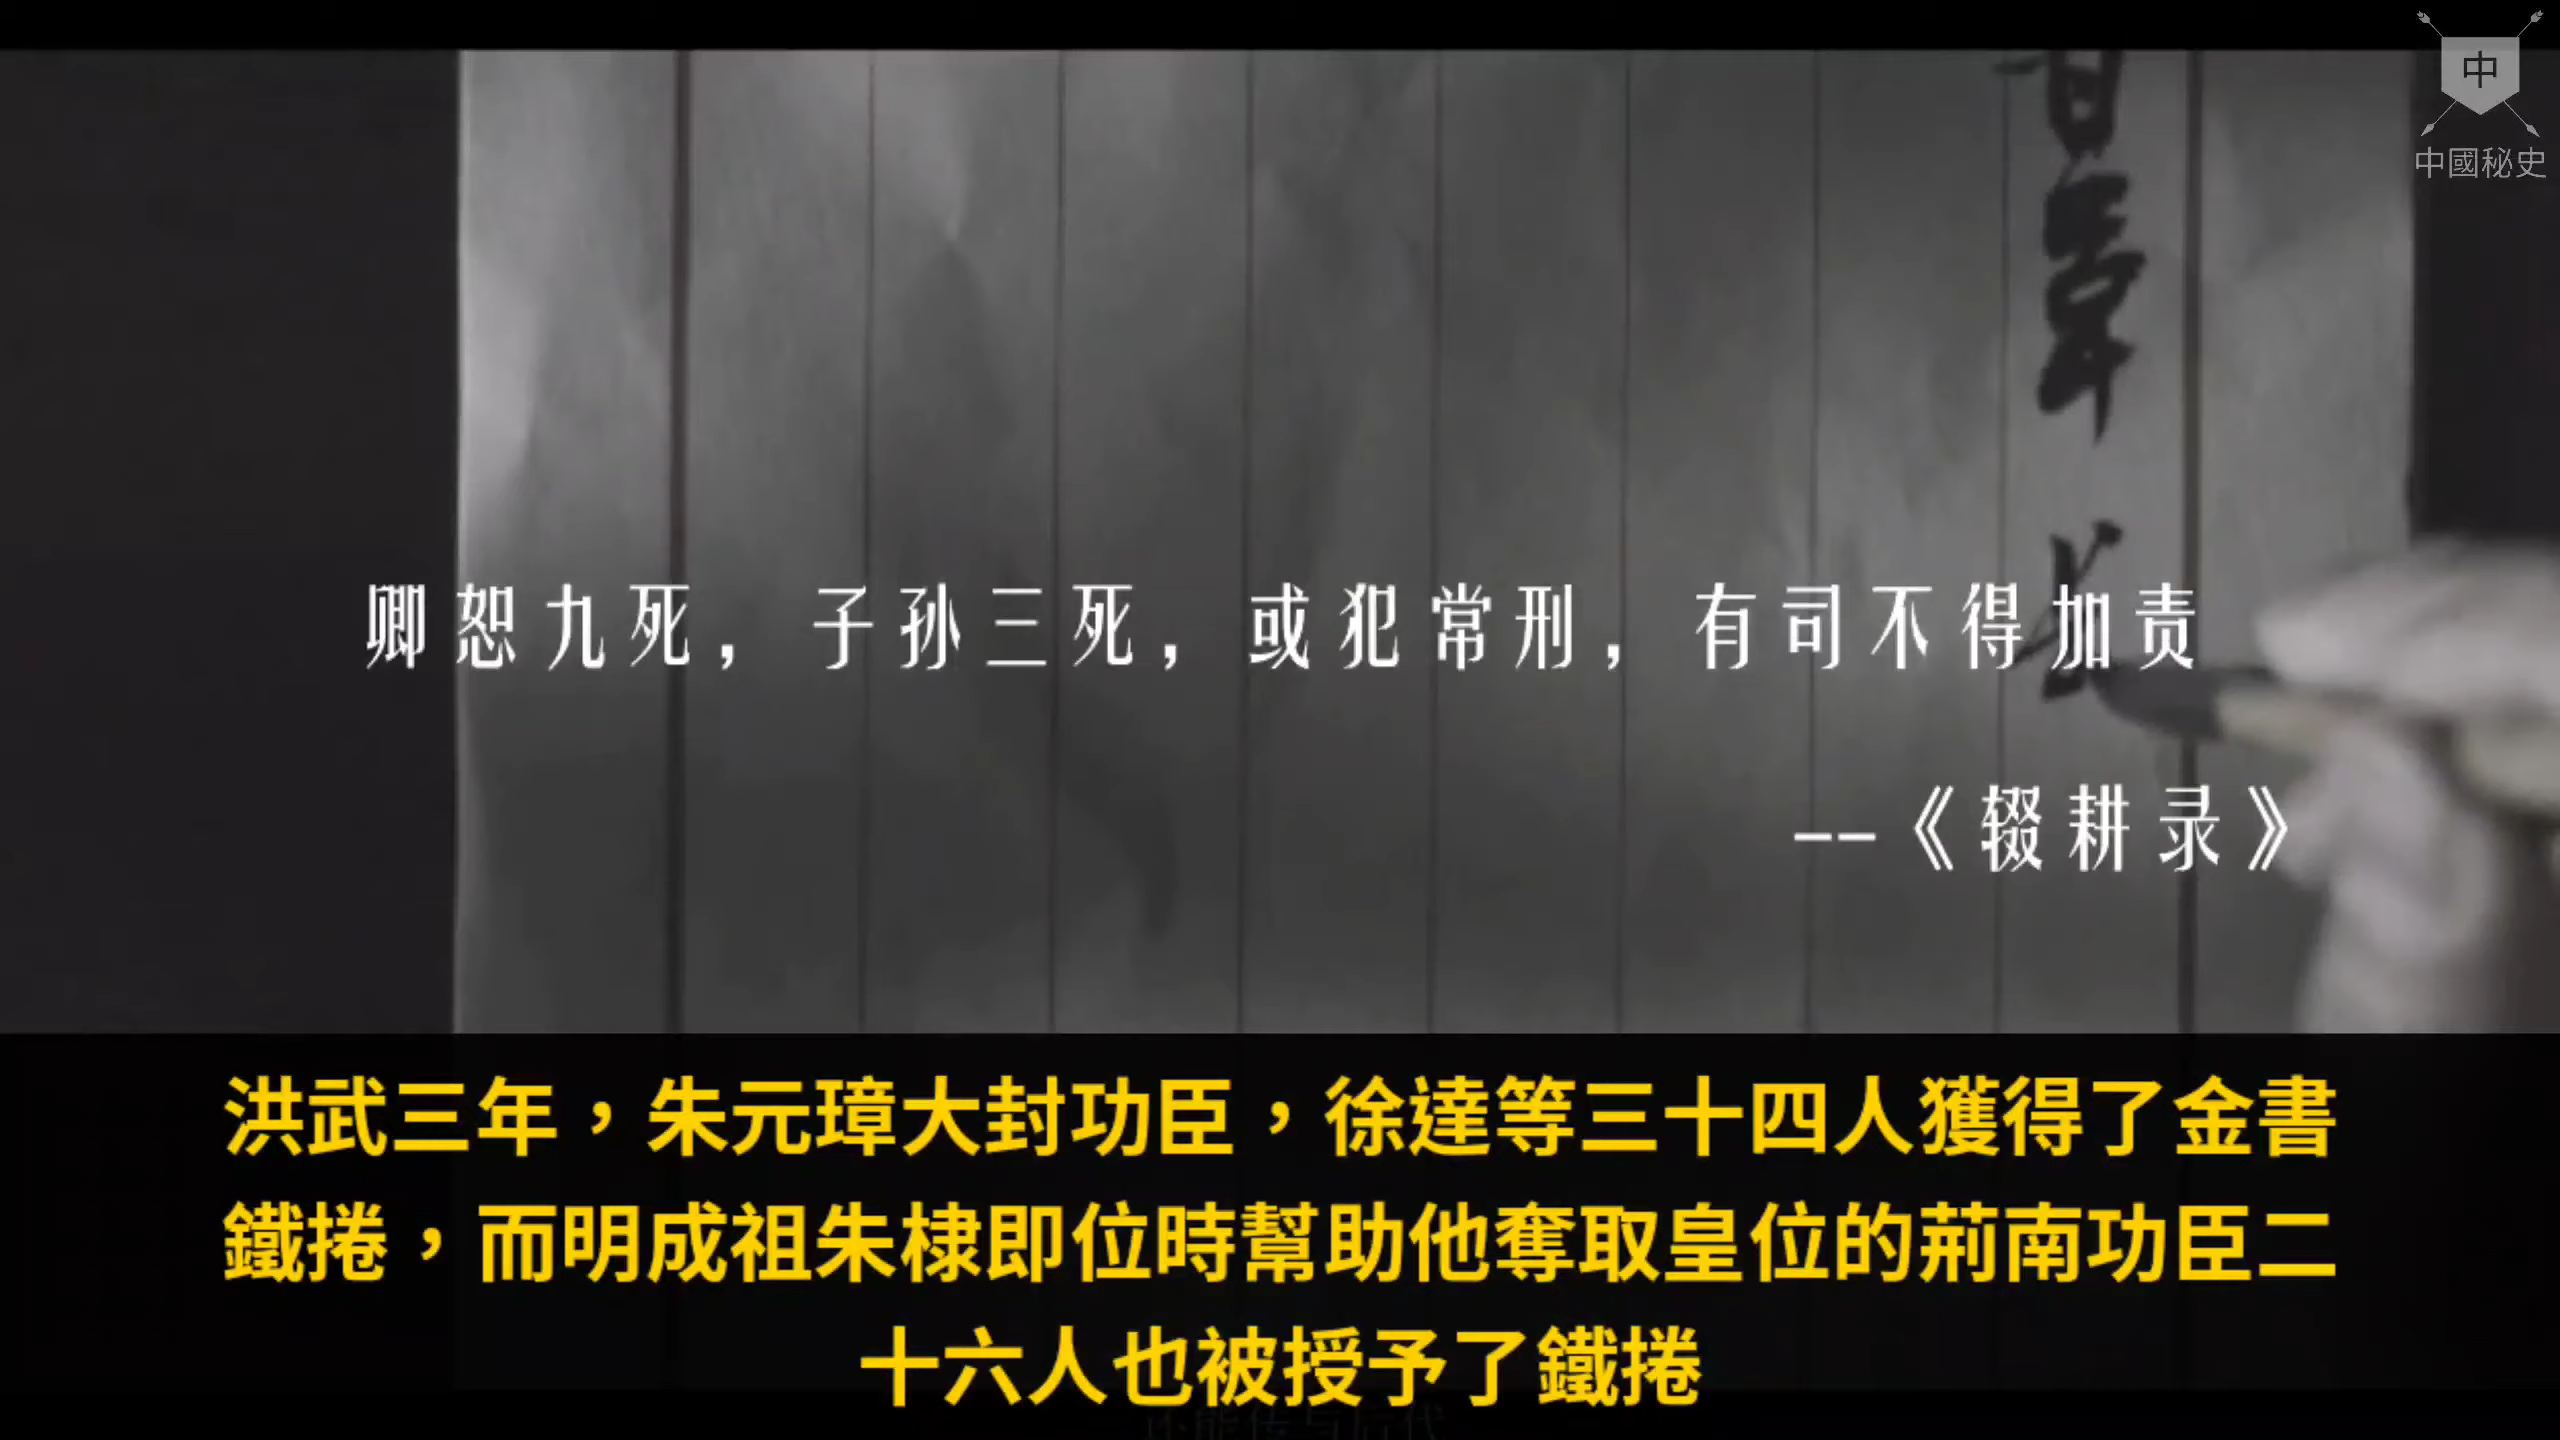 中
中國秘史
年
卿恕九死，子孙三死，或犯常刑，有司不得加责
--《辍耕录》
洪武三年，朱元璋大封功臣，徐達等三十四人獲得了金書
鐵捲，而明成祖朱棣即位時幫助他奪取皇位的荊南功臣二
十六人也被授予了鐵捲